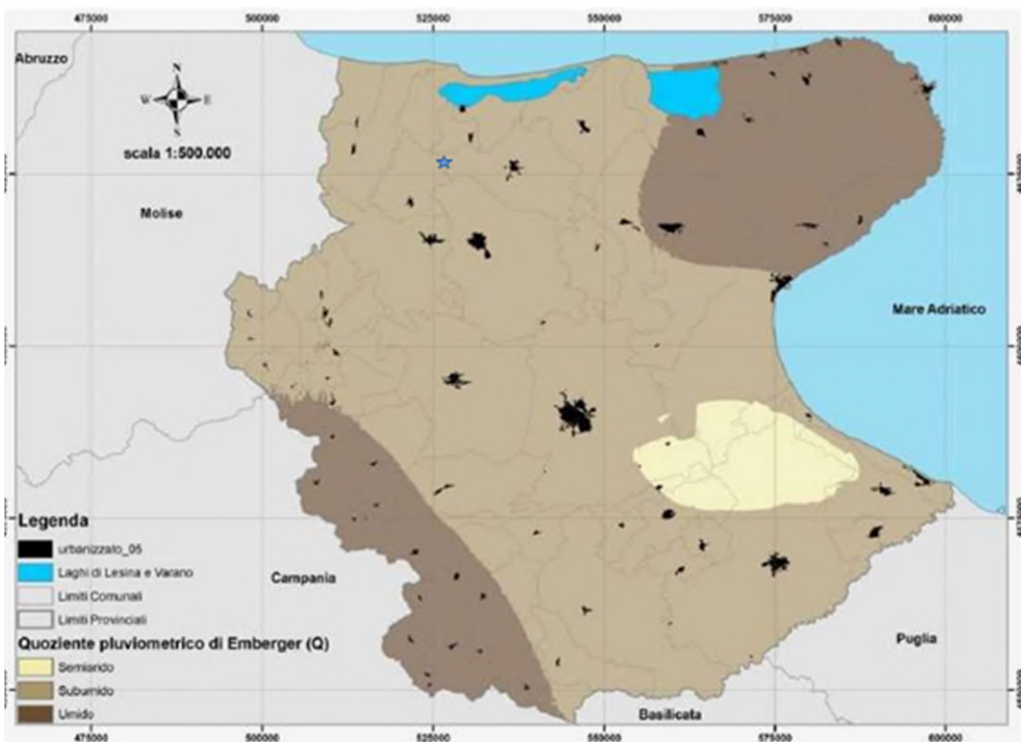 475000 500000 525000 550000 575000 600000
Abruzzo
N
W E
S
scala 1:500.000
Molise
Mare Adriatico
Legenda
urbanizzato_05
Laghi di Lesina e Varano
Limiti Comunali
Limiti Provinciali
Campania
Puglia
Quoziente pluviometrico di Emberger (Q)
Semiarido
Subumido
Umido
Basilicata
475000 500000 525000 550000 575000 600000